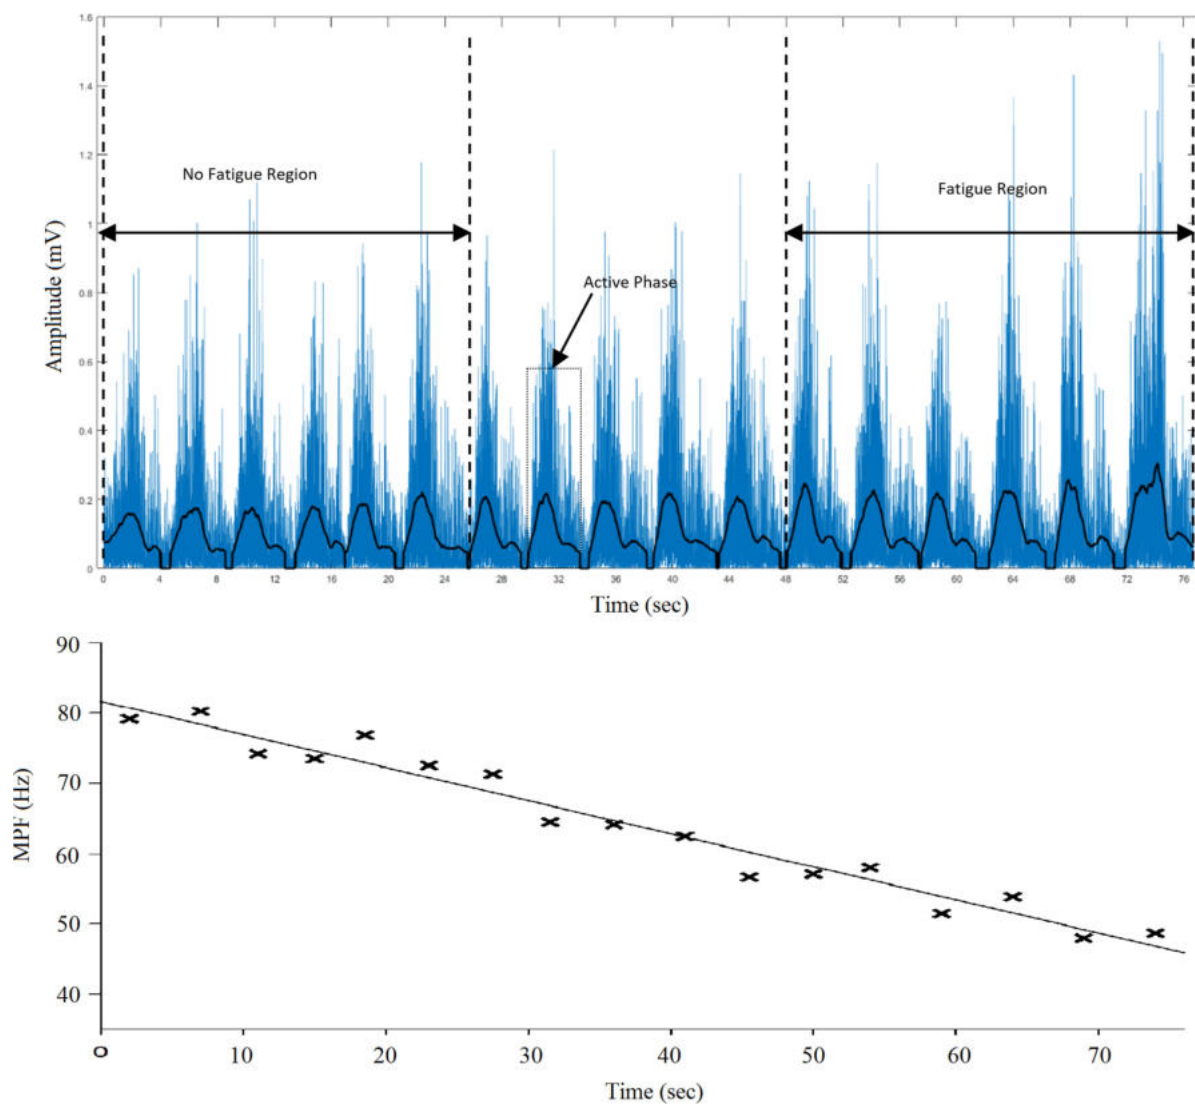 1.6
1.4
1.2
1
0.8
0.6
0.4
0.2
0
Amplitude (mV)
No Fatigue Region
Fatigue Region
Active Phase
0 4 8 12 16 20 24 28 32 36 40 44 48 52 56 60 64 68 72 76
Time (sec)
90
80
70
60
50
40
MPF (Hz)
0 10 20 30 40 50 60 70
Time (sec)